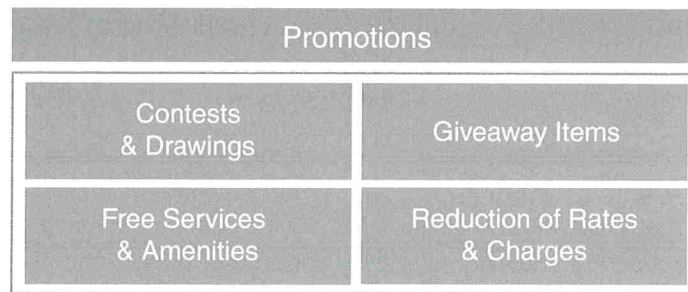 Promotions
Contests
& Drawings
Giveaway Items
Free Services
& Amenities
Reduction of Rates
& Charges